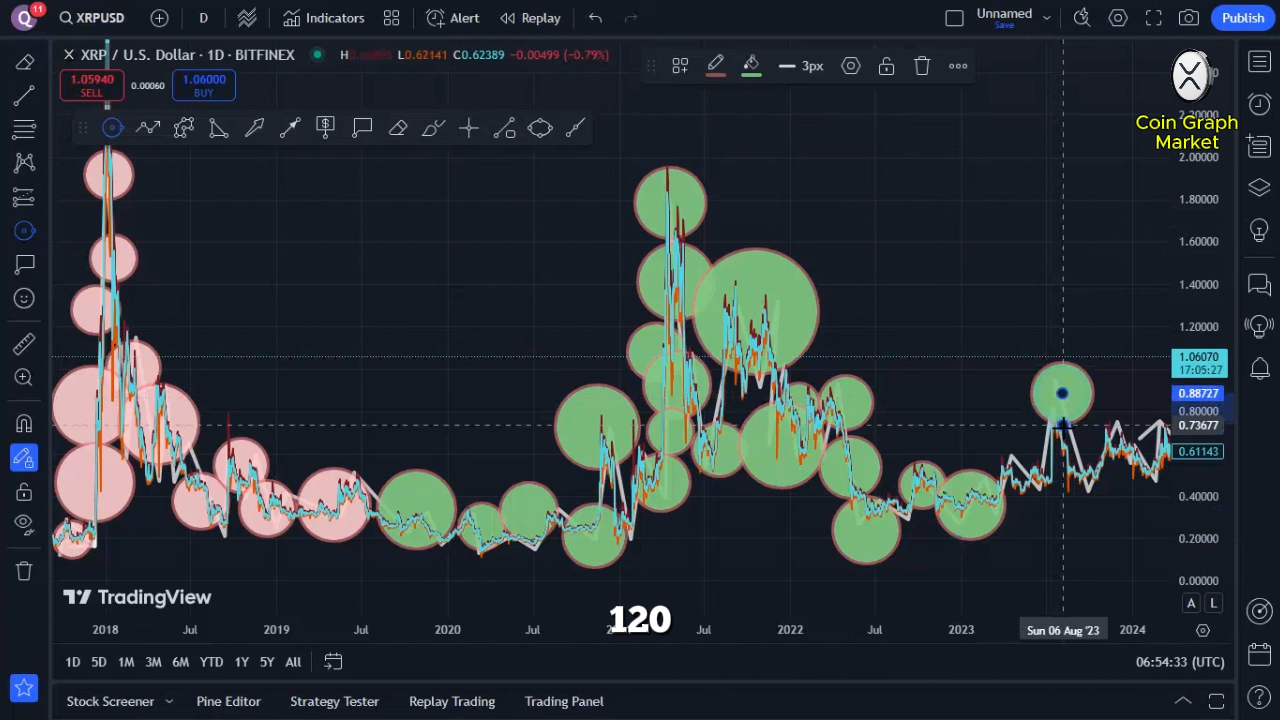 Q 11 XRPUSD D Indicators Alert Replay Unnamed Save Publish
XRP / U.S. Dollar · 1D · BITFINEX H L0.62141 C0.62389 −0.00499 (−0.79%)
1.05940 SELL 0.00060 1.06000 BUY
3px
Coin Graph
Market
2.20000
2.00000
1.80000
1.60000
1.40000
1.20000
1.06070
17:05:27
0.88727
0.80000
0.73677
0.61143
0.40000
0.20000
0.00000
TradingView
A L
120
2018 Jul 2019 Jul 2020 Jul Jul 2022 Jul 2023 Sun 06 Aug '23 2024
1D 5D 1M 3M 6M YTD 1Y 5Y All 06:54:33 (UTC)
Stock Screener Pine Editor Strategy Tester Replay Trading Trading Panel